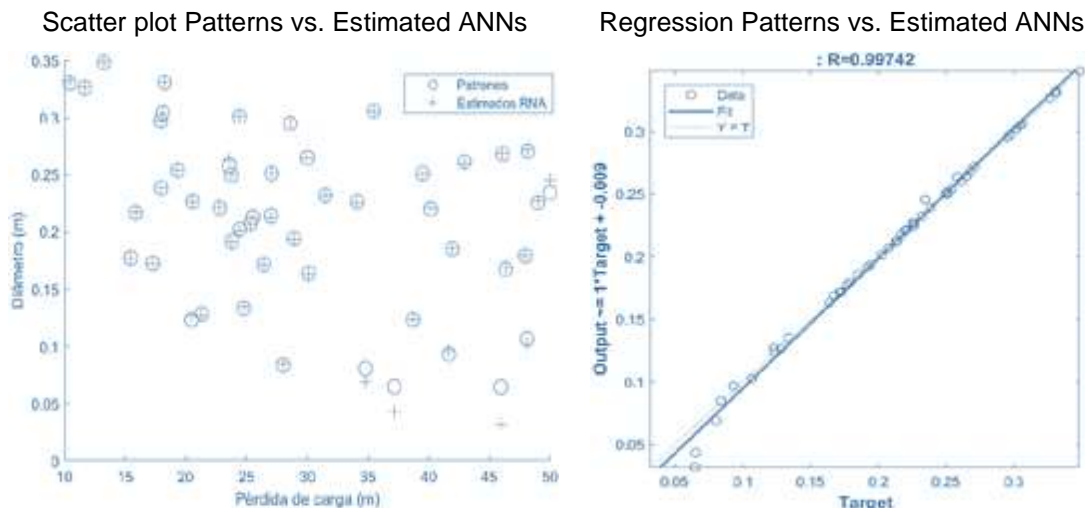 Scatter plot Patterns vs. Estimated ANNs
Regression Patterns vs. Estimated ANNs
0.35
0.3
0.25
0.2
0.15
0.1
0.05
0
10
15
20
25
30
35
40
45
50
Diámetro (m)
Pérdida de carga (m)
Patrones
Estimados RNA
: R=0.99742
Data
Fit
Y = T
0.3
0.25
0.2
0.15
0.1
0.05
0.05
0.1
0.15
0.2
0.25
0.3
Output ~= 1*Target + -0.009
Target